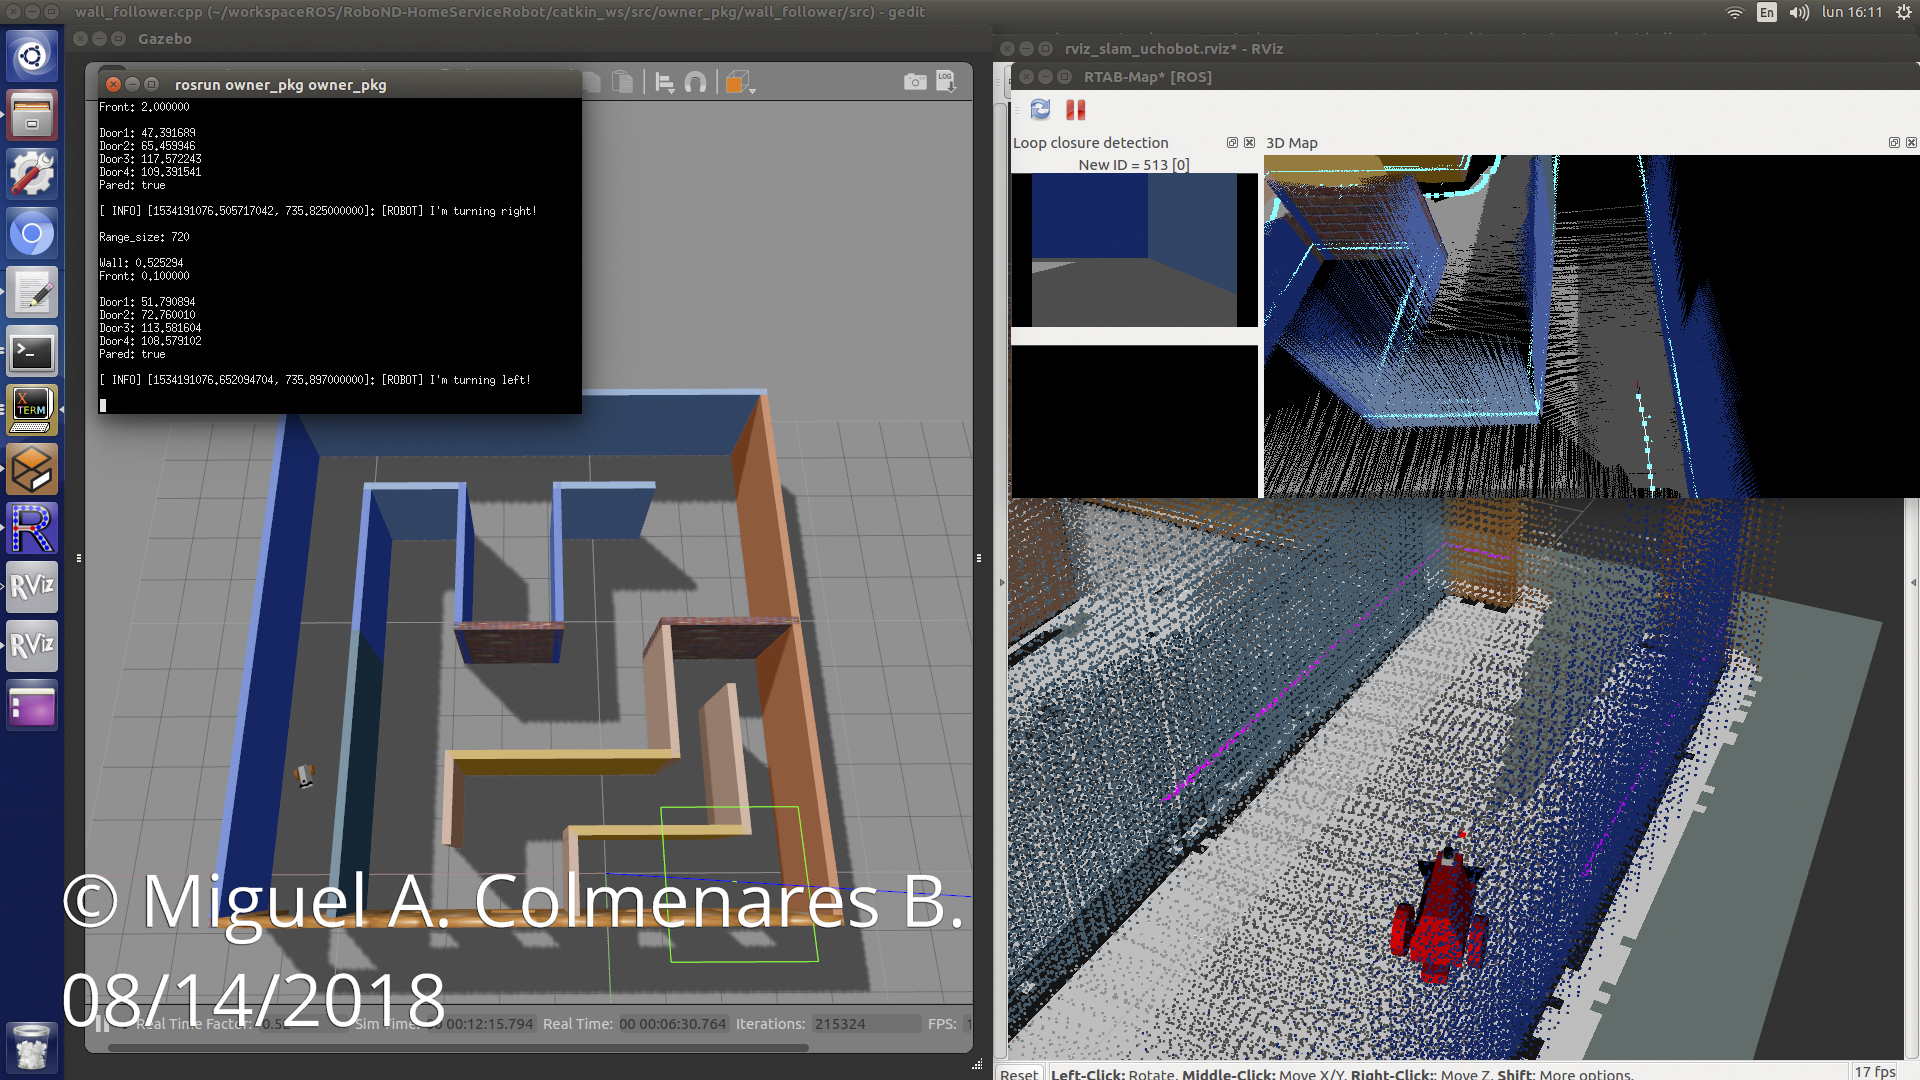 wall_follower.cpp (~/workspaceROS/RoboND-HomeServiceRobot/catkin_ws/src/owner_pkg/wall_follower/src) - gedit
En
lun 16:11
Gazebo
rosrun owner_pkg owner_pkg
Front: 2.000000
Door1: 47.391689
Door2: 65.459946
Door3: 117.572243
Door4: 109.391541
Pared: true
[ INFO] [1534191076.505717042, 735.825000000]: [ROBOT] I'm turning right!
Range_size: 720
Wall: 0.525294
Front: 0.100000
Door1: 51.790894
Door2: 72.760010
Door3: 113.581604
Door4: 108.579102
Pared: true
[ INFO] [1534191076.652094704, 735.897000000]: [ROBOT] I'm turning left!
LOG
X
TERM
R
RViz
RViz
rviz_slam_uchobot.rviz* - RViz
RTAB-Map* [ROS]
Loop closure detection
New ID = 513 [0]
3D Map
© Miguel A. Colmenares B.
08/14/2018
Real Time Factor:
Sim Time: 00 00:12:15.794 Real Time: 00 00:06:30.764 Iterations: 215324 FPS:
Reset Left-Click: Rotate. Middle-Click: Move X/Y. Right-Click:: Move Z. Shift: More options.
17 fps